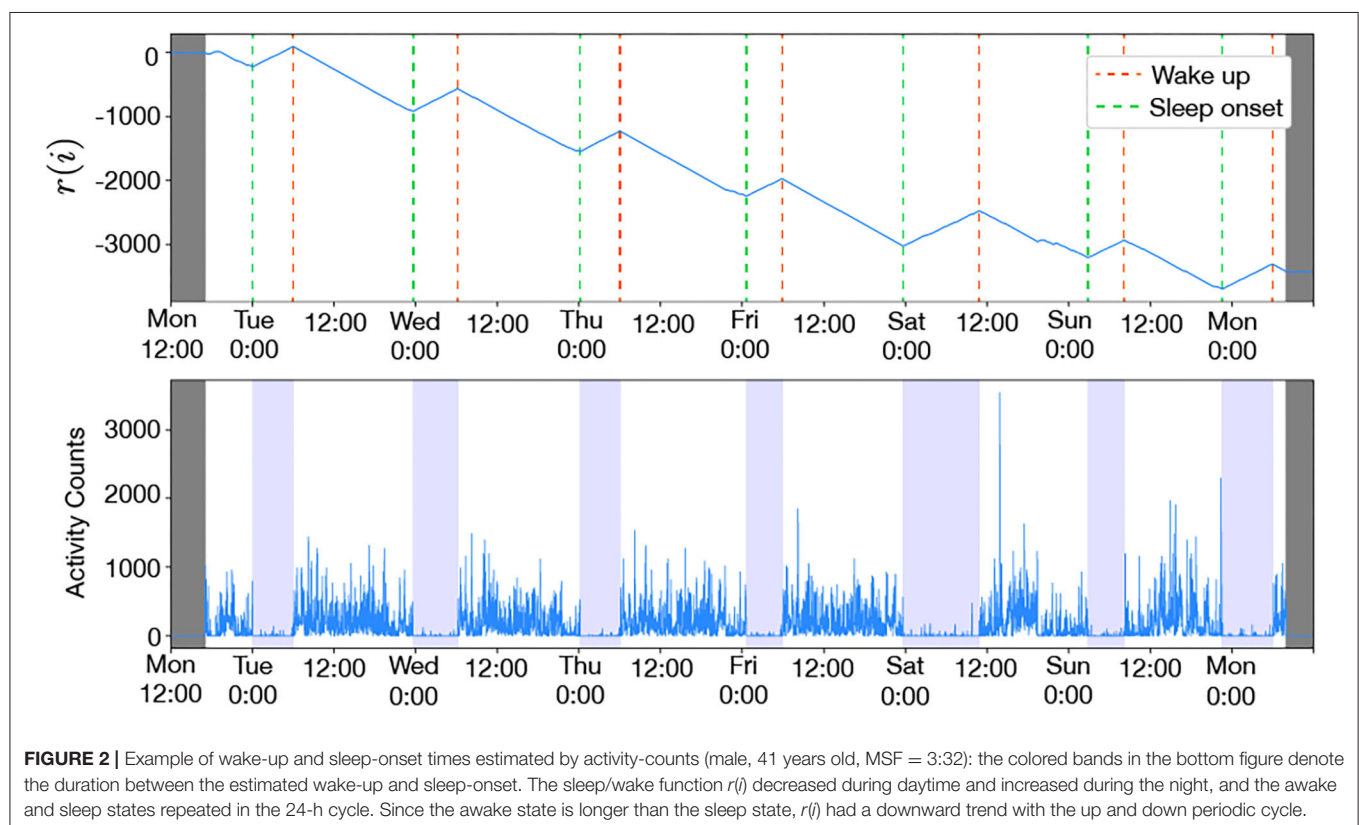 0
-1000
-2000
-3000
r(i)
Wake up
Sleep onset
Mon Tue 12:00 Wed 12:00 Thu 12:00 Fri 12:00 Sat 12:00 Sun 12:00 Mon
12:00 0:00 0:00 0:00 0:00 0:00 0:00 0:00
3000
2000
1000
0
Activity Counts
Mon Tue 12:00 Wed 12:00 Thu 12:00 Fri 12:00 Sat 12:00 Sun 12:00 Mon
12:00 0:00 0:00 0:00 0:00 0:00 0:00 0:00
FIGURE 2 | Example of wake-up and sleep-onset times estimated by activity-counts (male, 41 years old, MSF = 3:32): the colored bands in the bottom figure denote
the duration between the estimated wake-up and sleep-onset. The sleep/wake function r(i) decreased during daytime and increased during the night, and the awake
and sleep states repeated in the 24-h cycle. Since the awake state is longer than the sleep state, r(i) had a downward trend with the up and down periodic cycle.